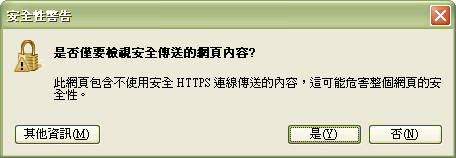 安全性警告
是否僅要檢視安全傳送的網頁內容?
此網頁包含不使用安全 HTTPS 連線傳送的內容，這可能危害整個網頁的安
全性。
其他資訊(M)
是(Y)
否(N)